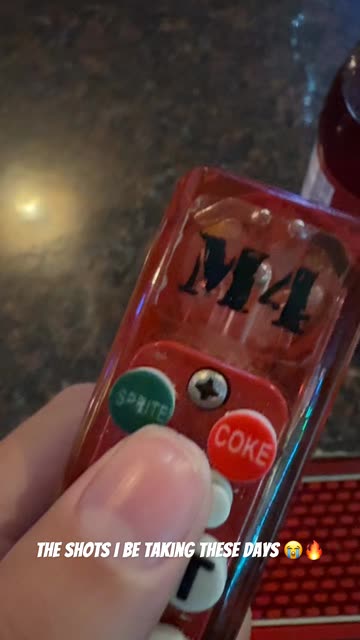 M4
SPRITE
COKE
T
THE SHOTS I BE TAKING THESE DAYS 😭🔥